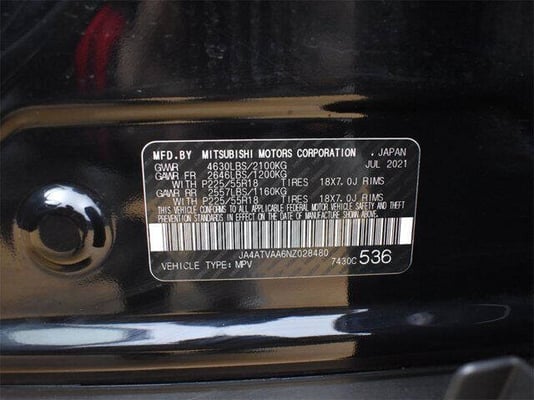 MFD.BY MITSUBISHI MOTORS CORPORATION . JAPAN
GVWR 4630LBS/2100KG JUL 2021
GAWR FR 2646LBS/1200KG
WITH P225/55R18 TIRES 18X7.0J RIMS
GAWR RR 2557LBS/1160KG
WITH P225/55R18 TIRES 18X7.0J RIMS
THIS VEHICLE CONFORMS TO ALL APPLICABLE
FEDERAL MOTOR VEHICLE SAFETY, BUMPER, AND THEFT
PREVENTION STANDARDS IN EFFECT ON THE DATE OF
MANUFACTURE SHOWN ABOVE.
JA4ATVAA6NZ028480
VEHICLE TYPE: MPV 7430C 536